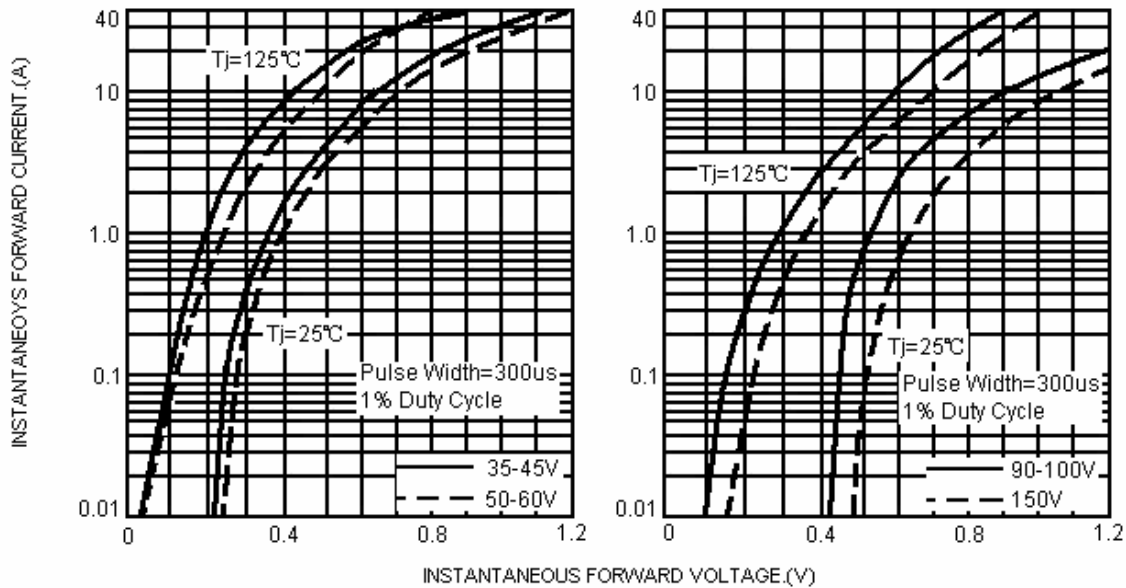 INSTANTANEOYS FORWARD CURRENT.(A)
40
10
1.0
0.1
0.01
Tj=125℃
Tj=25℃
Pulse Width=300us
1% Duty Cycle
35-45V
50-60V
0 0.4 0.8 1.2
40
10
1.0
0.1
0.01
Tj=125℃
Tj=25℃
Pulse Width=300us
1% Duty Cycle
90-100V
150V
0 0.4 0.8 1.2
INSTANTANEOUS FORWARD VOLTAGE.(V)